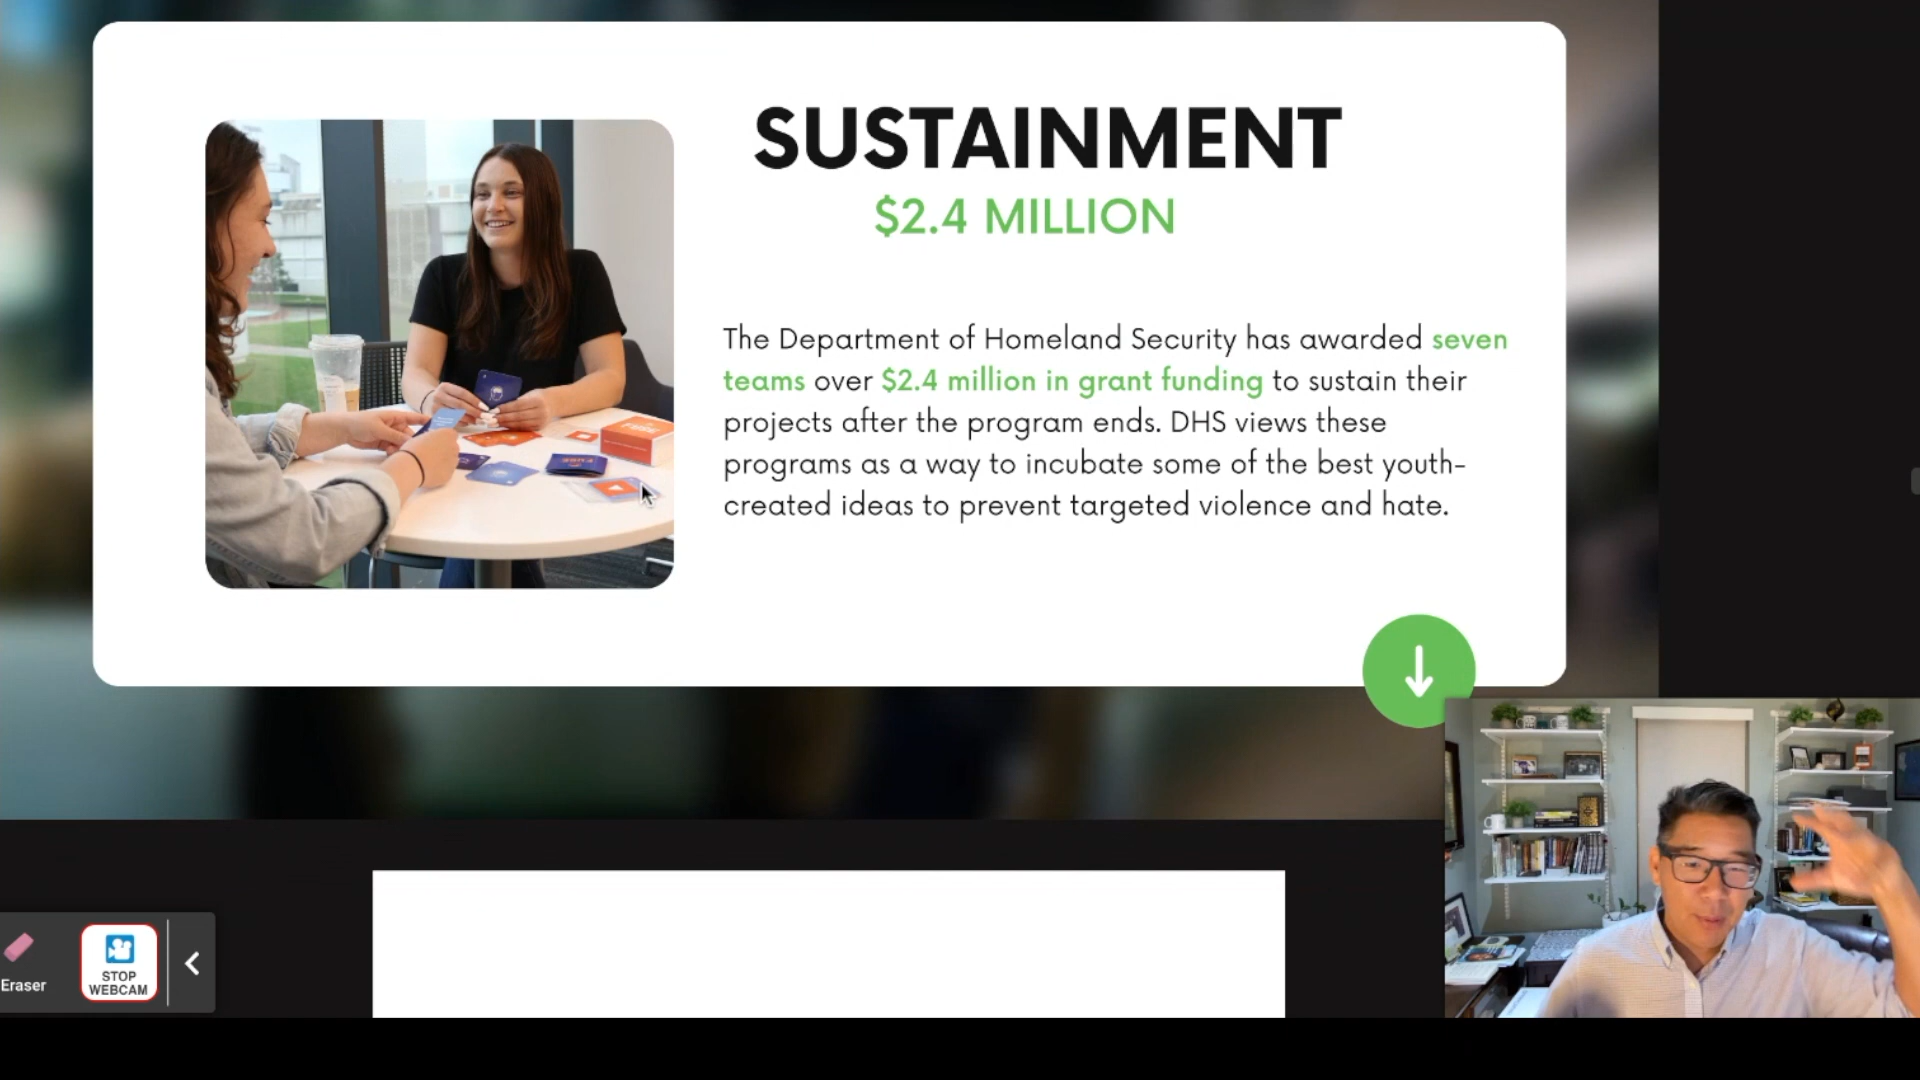 SUSTAINMENT
$2.4 MILLION
The Department of Homeland Security has awarded seven
teams over $2.4 million in grant funding to sustain their
projects after the program ends. DHS views these
programs as a way to incubate some of the best youth-
created ideas to prevent targeted violence and hate.
FUSE
Eraser
STOP
WEBCAM